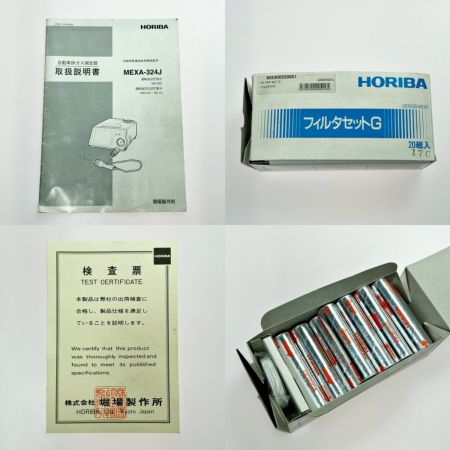 HORIBA
自動車排ガス測定器
取扱説明書
MEXA-324J
堀場製作所
HORIBA
フィルタセットG
20組入
17C
HORIBA
検査票
TEST CERTIFICATE
本製品は弊社の出荷検査に
合格し、製品仕様を満足し
ていることを証明します。
We certify that this product
was thoroughly inspected and
found to meet its published
specifications.
株式会社 堀場製作所
HORIBA, Ltd. Kyoto Japan